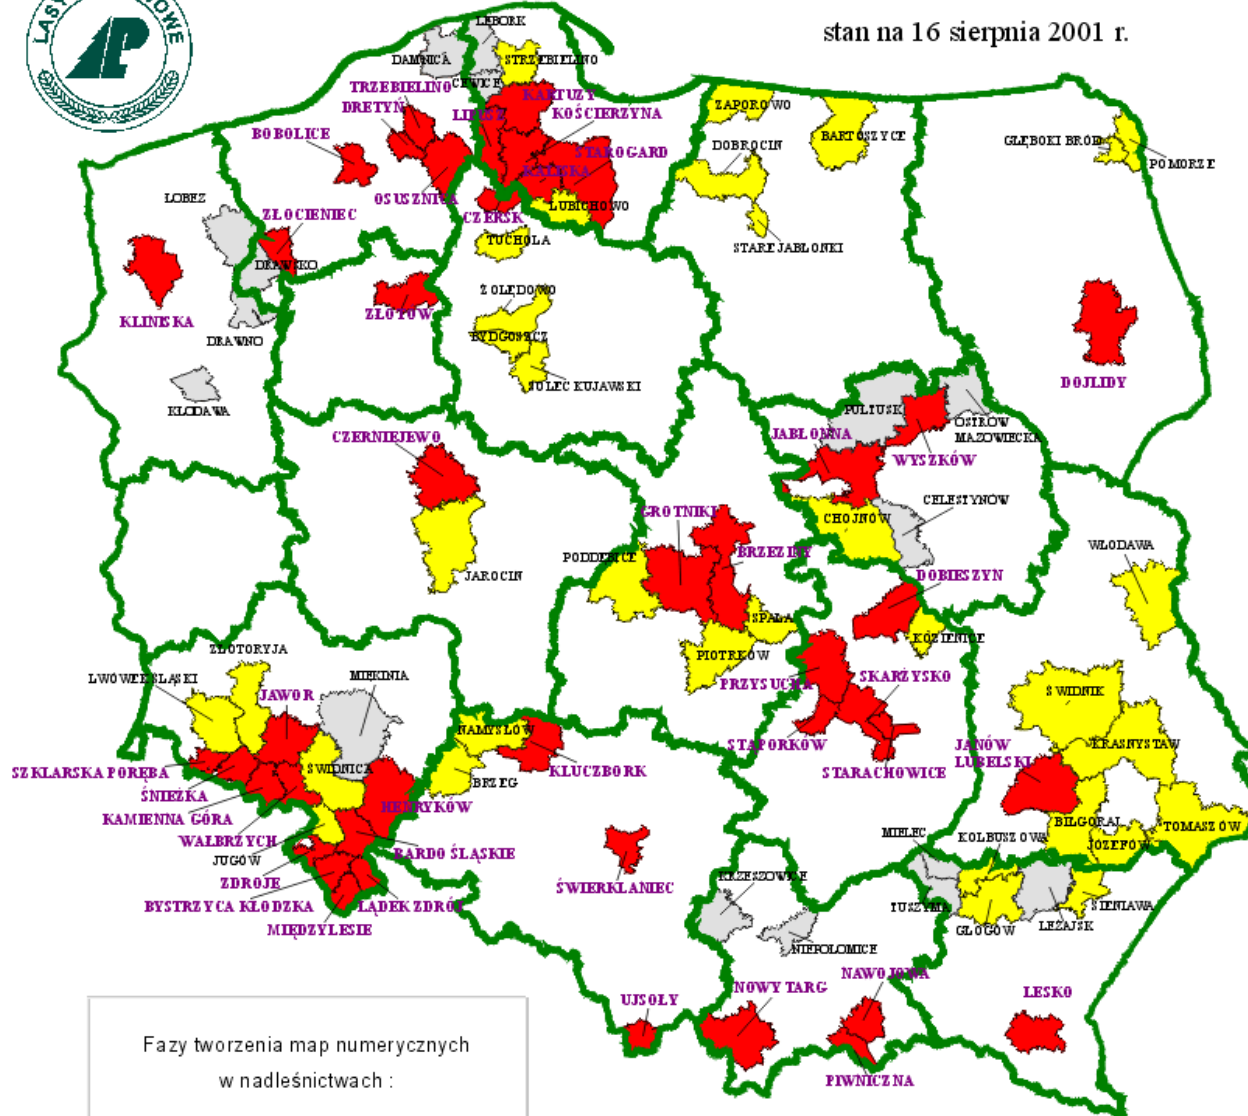 LASY
stan na 16 sierpnia 2001 r.
LĘBORK
DAMNICA
STRZEBIELINO
CEWICE
TRZEBIELINO
KARTUZY
DRETYŃ
KOŚCIERZYNA
ZAPOROWO
BOBOLICE
BARTOSZYCE
GŁĘBOKI BRÓD
DOBROCIN
STAROGARD
POMORZE
KALISKA
OSUSZNICA
ŁOBEZ
LUBICHOWO
ZŁOCIENIEC
CZERSK
TUCHOLA
STARE JABŁONKI
DRAWSKO
ŻOŁĘDOWO
KLINISKA
ZŁOTÓW
DRAWNO
BYDGOSZCZ
DOJLIDY
SOLEC KUJAWSKI
KŁODAWA
PUŁTUSK
OSTRÓW
MAZOWIECKA
CZERNIEJEWO
JABŁONNA
WYSZKÓW
CELESTYNÓW
GROTNIKI
CHOJNÓW
WŁODAWA
BRZEZINY
PODDĘBICE
JAROCIN
DOBIESZYN
SPAŁA
KOZIENICE
ZŁOTORYJA
PIOTRKÓW
LWÓWEK ŚLĄSKI
MIĘKINIA
SKARŻYSKO
PRZYSUCHA
ŚWIDNIK
JAWOR
NAMYSŁÓW
STĄPORKÓW
KRASNYSTAW
JANÓW
LUBELSKI
SZKLARSKA PORĘBA
ŚWIDNICA
KLUCZBORK
STARACHOWICE
BRZEG
ŚNIEŻKA
HENRYKÓW
KAMIENNA GÓRA
BIŁGORAJ
TOMASZÓW
MIELEC
KOLBUSZOWA
WAŁBRZYCH
JÓZEFÓW
JUGÓW
BARDO ŚLĄSKIE
KRZESZOWICE
ZDROJE
ŚWIERKLANIEC
BYSTRZYCA KŁODZKA
LĄDEK ZDRÓJ
TUSZYMA
SIENIAWA
MIĘDZYLESIE
GŁOGÓW
LEŻAJSK
NIEPOŁOMICE
NAWOJOWA
NOWY TARG
UJSOŁY
LESKO
Fazy tworzenia map numerycznych
w nadleśnictwach :
PIWNICZNA